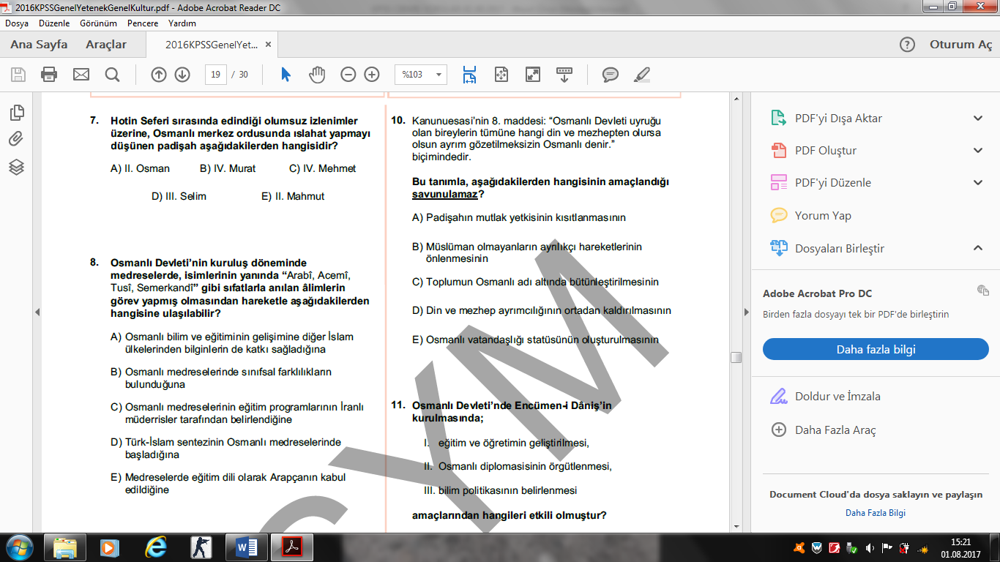 2016KPSSGenelYetenekGenelKultur.pdf - Adobe Acrobat Reader DC
Dosya Düzenle Görünüm Pencere Yardım
Ana Sayfa Araçlar 2016KPSSGenelYet... × Oturum Aç
19 / 30 %103
7. Hotin Seferi sırasında edindiği olumsuz izlenimler
üzerine, Osmanlı merkez ordusunda ıslahat yapmayı
düşünen padişah aşağıdakilerden hangisidir?
A) II. Osman B) IV. Murat C) IV. Mehmet
D) III. Selim E) II. Mahmut
8. Osmanlı Devleti’nin kuruluş döneminde
medreselerde, isimlerinin yanında “Arabî, Acemî,
Tusî, Semerkandî” gibi sıfatlarla anılan âlimlerin
görev yapmış olmasından hareketle aşağıdakilerden
hangisine ulaşılabilir?
A) Osmanlı bilim ve eğitiminin gelişimine diğer İslam
ülkelerinden bilginlerin de katkı sağladığına
B) Osmanlı medreselerinde sınıfsal farklılıkların
bulunduğuna
C) Osmanlı medreselerinin eğitim programlarının İranlı
müderrisler tarafından belirlendiğine
D) Türk-İslam sentezinin Osmanlı medreselerinde
başladığına
E) Medreselerde eğitim dili olarak Arapçanın kabul
edildiğine
10. Kanunuesasi’nin 8. maddesi: “Osmanlı Devleti uyruğu
olan bireylerin tümüne hangi din ve mezhepten olursa
olsun ayrım gözetilmeksizin Osmanlı denir.”
biçimindedir.
Bu tanımla, aşağıdakilerden hangisinin amaçlandığı
savunulamaz?
A) Padişahın mutlak yetkisinin kısıtlanmasının
B) Müslüman olmayanların ayrılıkçı hareketlerinin
önlenmesinin
C) Toplumun Osmanlı adı altında bütünleştirilmesinin
D) Din ve mezhep ayrımcılığının ortadan kaldırılmasının
E) Osmanlı vatandaşlığı statüsünün oluşturulmasının
11. Osmanlı Devleti’nde Encümen-i Dâniş’in
kurulmasında;
I. eğitim ve öğretimin geliştirilmesi,
II. Osmanlı diplomasisinin örgütlenmesi,
III. bilim politikasının belirlenmesi
amaçlarından hangileri etkili olmuştur?
PDF'yi Dışa Aktar
PDF Oluştur
PDF'yi Düzenle
Yorum Yap
Dosyaları Birleştir
Adobe Acrobat Pro DC
Birden fazla dosyayı tek bir PDF'de birleştirin
Daha fazla bilgi
Doldur ve İmzala
Daha Fazla Araç
Document Cloud'da dosya saklayın ve paylaşın
Daha Fazla Bilgi
15:21
01.08.2017